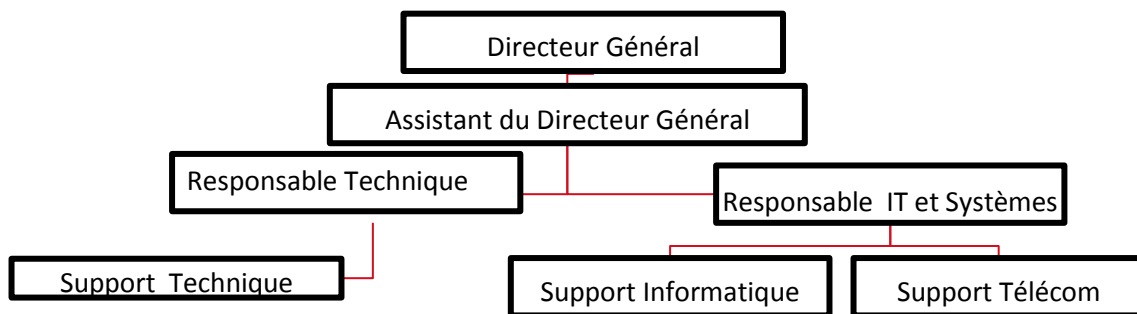 Directeur Général
Assistant du Directeur Général
Responsable Technique
Responsable IT et Systèmes
Support Technique
Support Informatique
Support Télécom